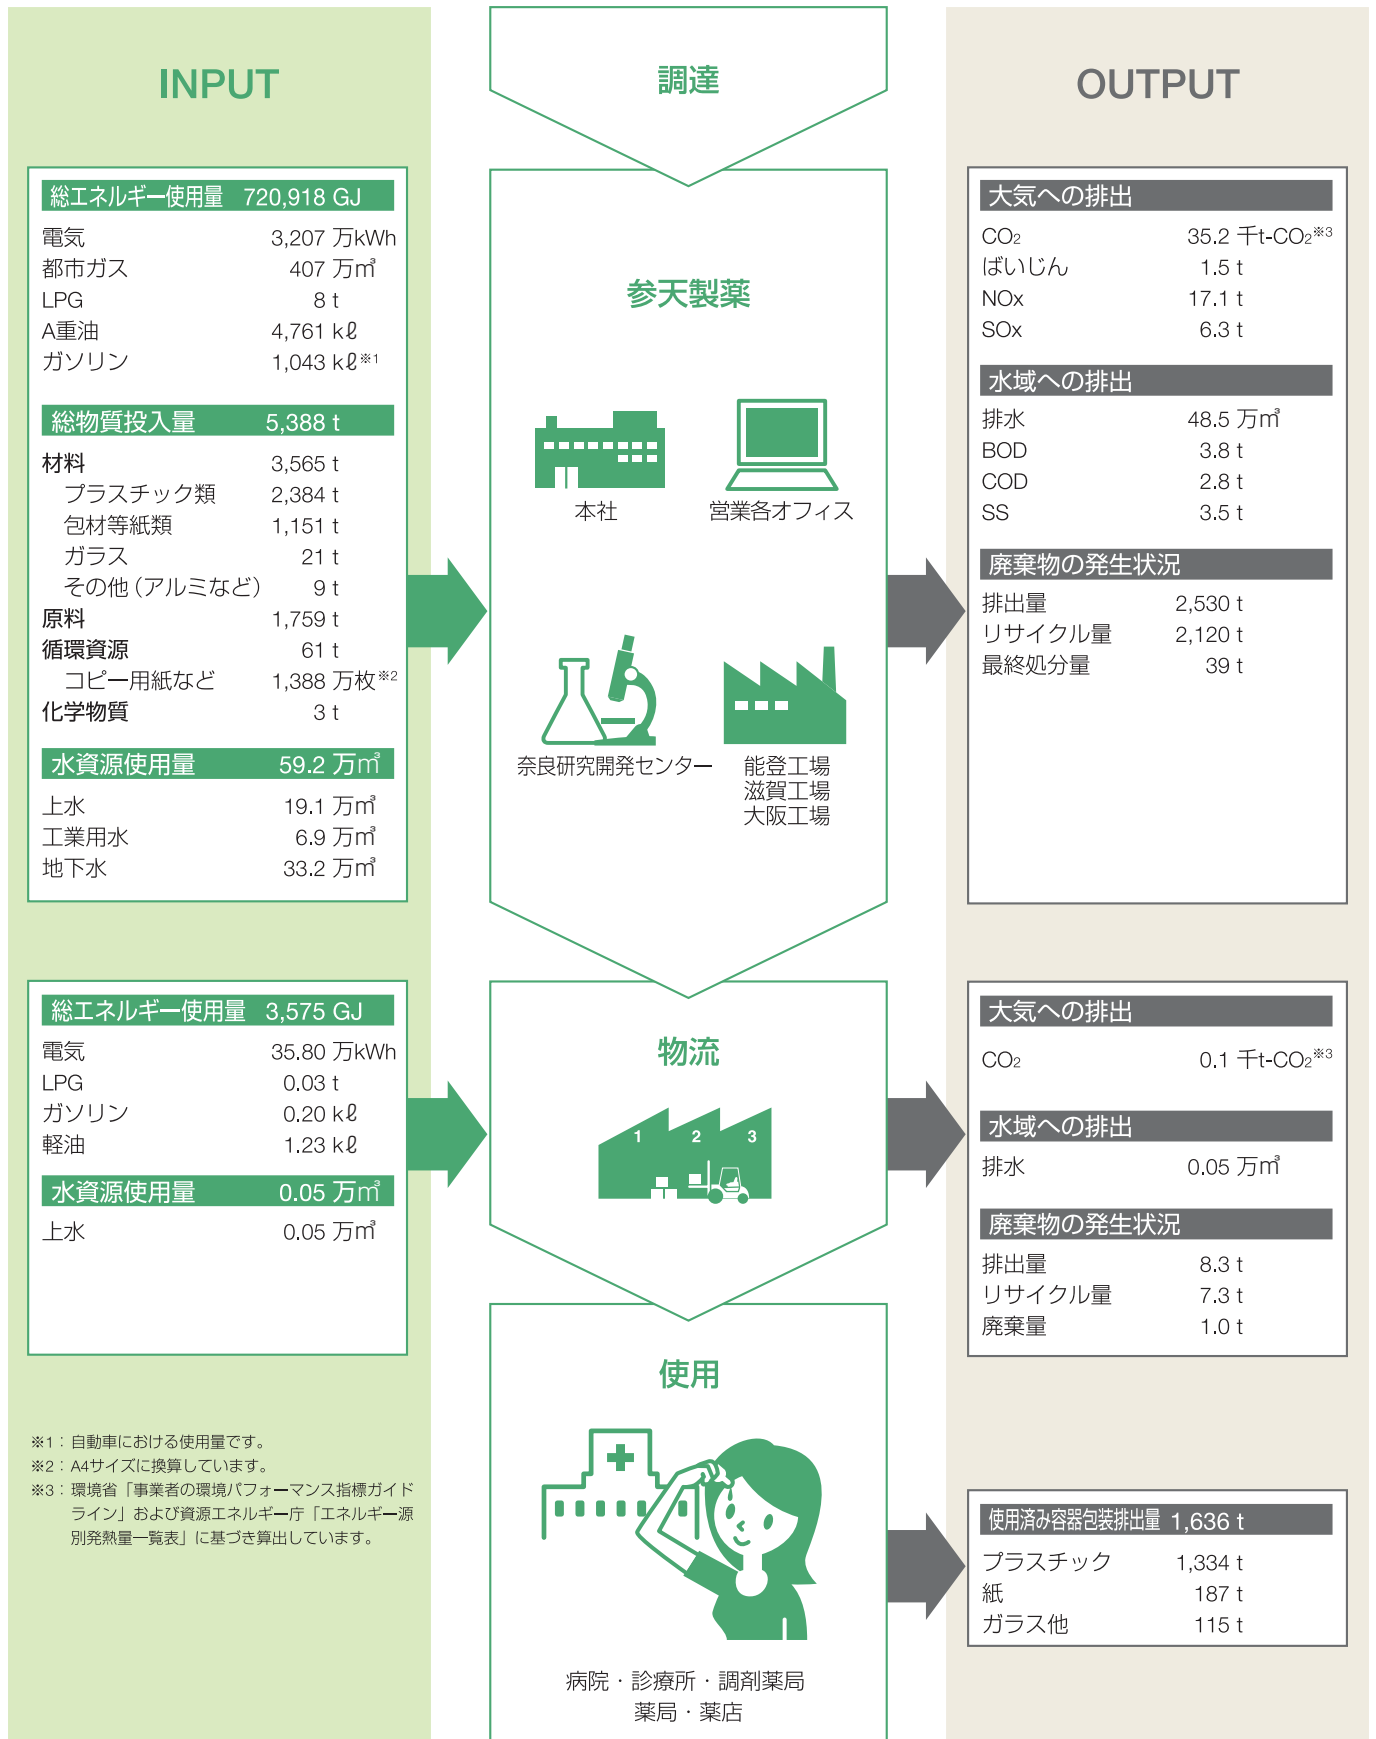 INPUT
総エネルギー使用量 720,918 GJ
電気 3,207 万kWh
都市ガス 407 万㎥
LPG 8 t
A重油 4,761 kℓ
ガソリン 1,043 kℓ※1
総物質投入量 5,388 t
材料 3,565 t
プラスチック類 2,384 t
包材等紙類 1,151 t
ガラス 21 t
その他（アルミなど） 9 t
原料 1,759 t
循環資源 61 t
コピー用紙など 1,388 万枚※2
化学物質 3 t
水資源使用量 59.2 万㎥
上水 19.1 万㎥
工業用水 6.9 万㎥
地下水 33.2 万㎥
総エネルギー使用量 3,575 GJ
電気 35.80 万kWh
LPG 0.03 t
ガソリン 0.20 kℓ
軽油 1.23 kℓ
水資源使用量 0.05 万㎥
上水 0.05 万㎥
※1：自動車における使用量です。
※2：A4サイズに換算しています。
※3：環境省「事業者の環境パフォーマンス指標ガイド
ライン」および資源エネルギー庁「エネルギー源
別発熱量一覧表」に基づき算出しています。
調達
参天製薬
本社
営業各オフィス
奈良研究開発センター
能登工場
滋賀工場
大阪工場
物流
1 2 3
使用
病院・診療所・調剤薬局
薬局・薬店
OUTPUT
大気への排出
CO₂ 35.2 千t-CO₂※3
ばいじん 1.5 t
NOx 17.1 t
SOx 6.3 t
水域への排出
排水 48.5 万㎥
BOD 3.8 t
COD 2.8 t
SS 3.5 t
廃棄物の発生状況
排出量 2,530 t
リサイクル量 2,120 t
最終処分量 39 t
大気への排出
CO₂ 0.1 千t-CO₂※3
水域への排出
排水 0.05 万㎥
廃棄物の発生状況
排出量 8.3 t
リサイクル量 7.3 t
廃棄量 1.0 t
使用済み容器包装排出量 1,636 t
プラスチック 1,334 t
紙 187 t
ガラス他 115 t